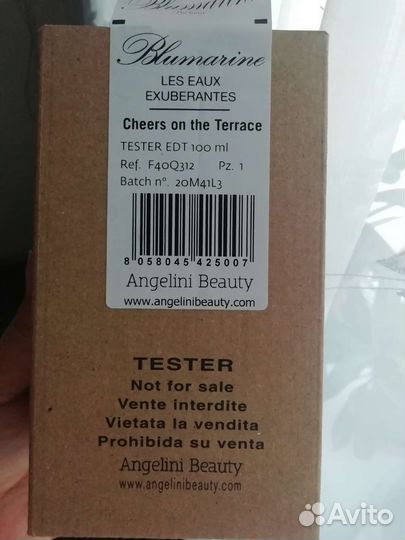 Blumarine
LES EAUX
EXUBERANTES
Cheers on the Terrace
TESTER EDT 100 ml
Ref. F40Q312 Pz. 1
Batch nº. 20M41L3
8 058045 425007
Angelini Beauty
www.angelinibeauty.com
TESTER
Not for sale
Vente interdite
Vietata la vendita
Prohibida su venta
Angelini Beauty
www.angelinibeauty.com
Avito